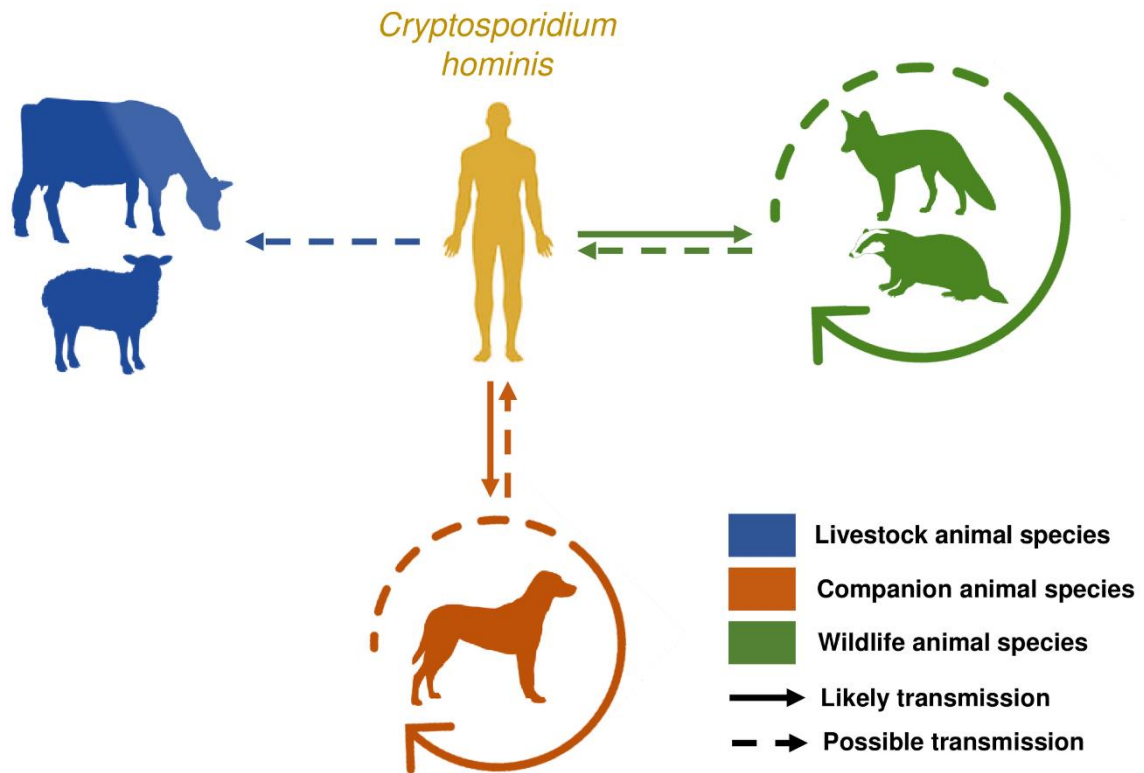 Cryptosporidium
hominis
Livestock animal species
Companion animal species
Wildlife animal species
Likely transmission
Possible transmission